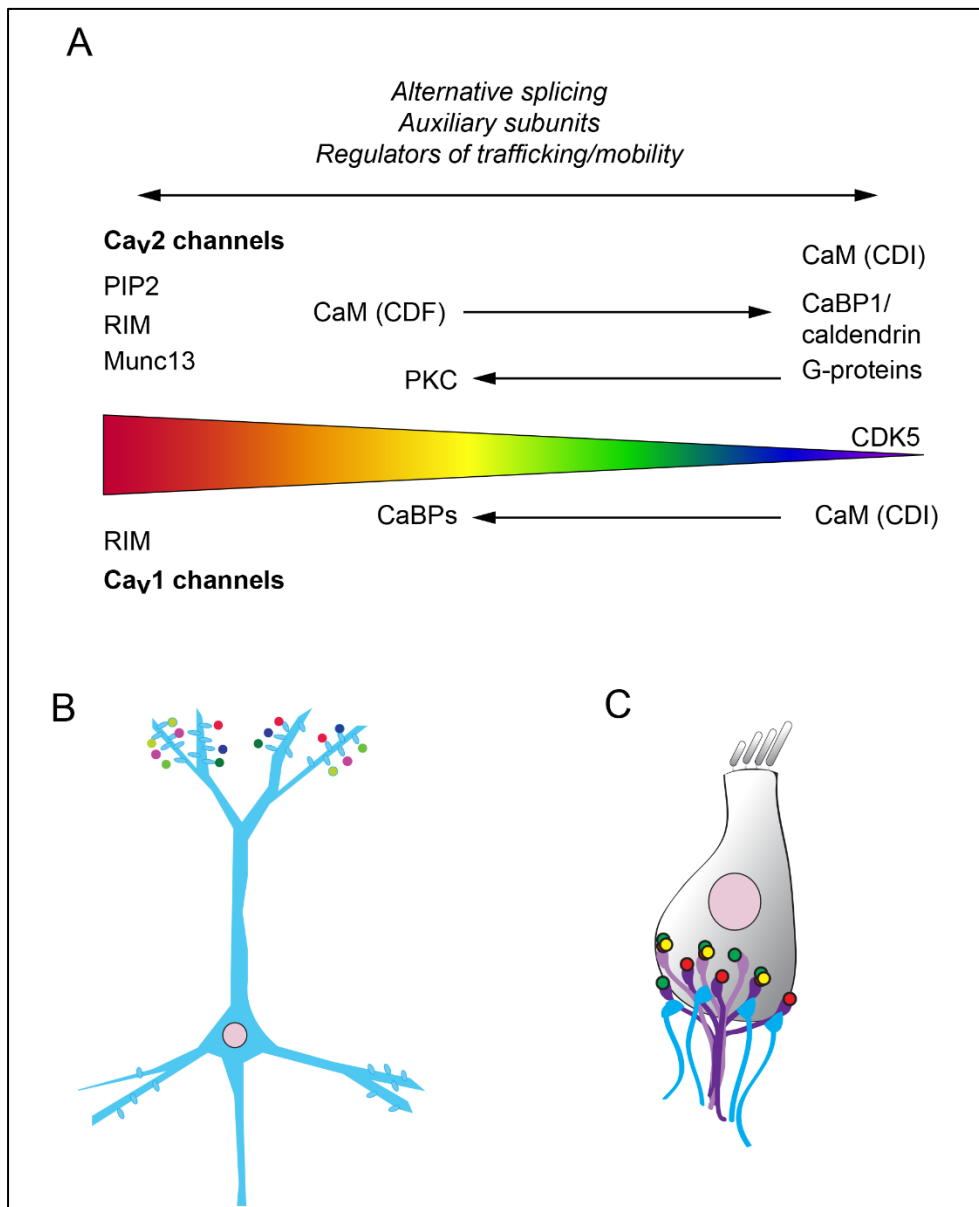 A
Alternative splicing
Auxiliary subunits
Regulators of trafficking/mobility
Cav2 channels
PIP2
RIM
Munc13
CaM (CDF)
PKC
CaM (CDI)
CaBP1/
caldendrin
G-proteins
CDK5
CaBPs
CaM (CDI)
RIM
Cav1 channels
B
C